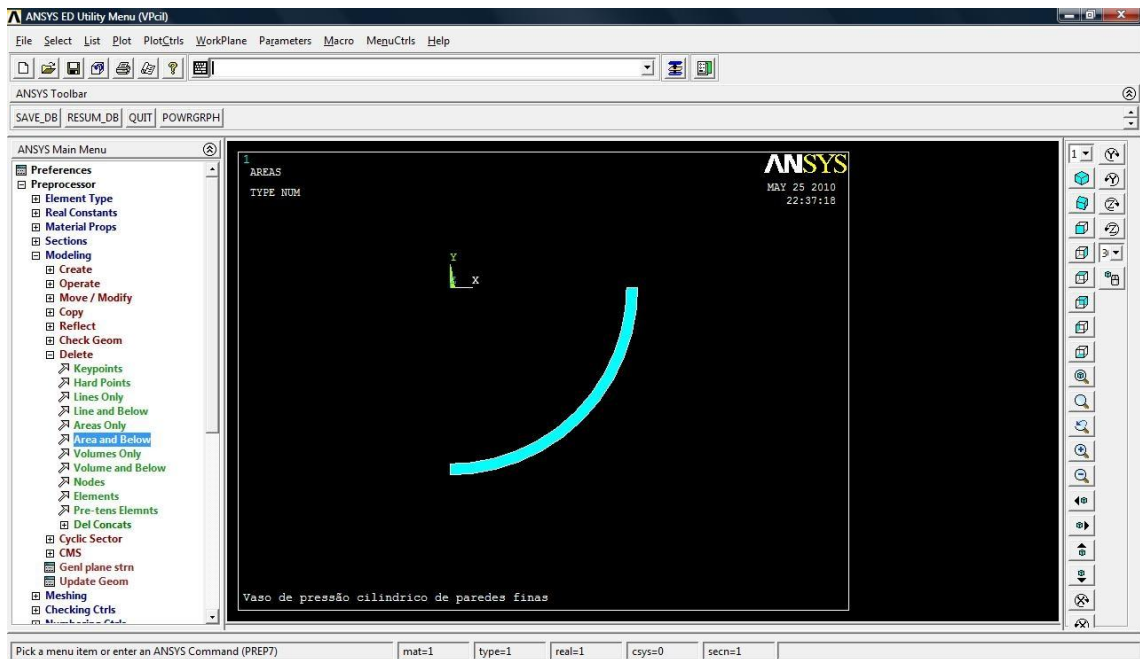 ANSYS ED Utility Menu (VPcil)
File Select List Plot PlotCtrls WorkPlane Parameters Macro MenuCtrls Help
ANSYS Toolbar
SAVE_DB RESUM_DB QUIT POWRGRPH
ANSYS Main Menu
Preferences
Preprocessor
Element Type
Real Constants
Material Props
Sections
Modeling
Create
Operate
Move / Modify
Copy
Reflect
Check Geom
Delete
Keypoints
Hard Points
Lines Only
Line and Below
Areas Only
Area and Below
Volumes Only
Volume and Below
Nodes
Elements
Pre-tens Elemnts
Del Concats
Cyclic Sector
CMS
Genl plane strn
Update Geom
Meshing
Checking Ctrls
Numbering Ctrls
1
AREAS
TYPE NUM
ANSYS
MAY 25 2010
22:37:18
Y
X
Vaso de pressão cilindrico de paredes finas
1
Pick a menu item or enter an ANSYS Command (PREP7) mat=1 type=1 real=1 csys=0 secn=1